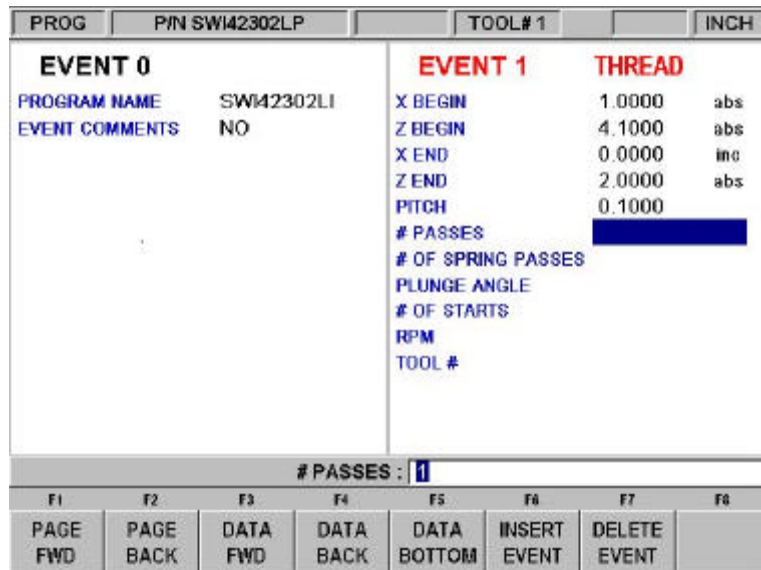 PROG P/N SWI42302LP TOOL# 1 INCH
EVENT 0
PROGRAM NAME SWI42302LI
EVENT COMMENTS NO
EVENT 1 THREAD
X BEGIN 1.0000 abs
Z BEGIN 4.1000 abs
X END 0.0000 inc
Z END 2.0000 abs
PITCH 0.1000
# PASSES
# OF SPRING PASSES
PLUNGE ANGLE
# OF STARTS
RPM
TOOL #
# PASSES : 1
F1 F2 F3 F4 F5 F6 F7 F8
PAGE FWD
PAGE BACK
DATA FWD
DATA BACK
DATA BOTTOM
INSERT EVENT
DELETE EVENT